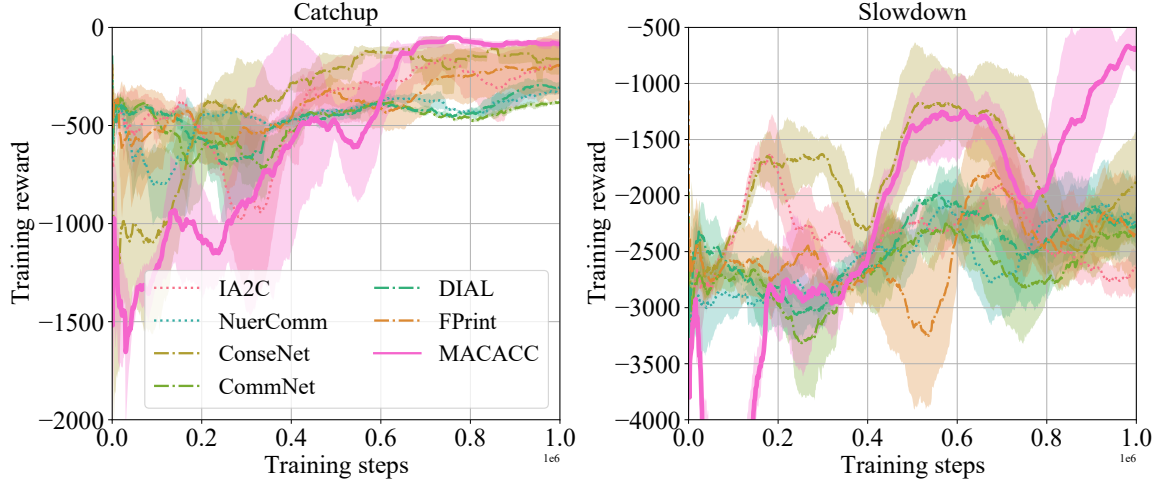 Catchup
Training reward
0
−500
−1000
−1500
−2000
IA2C
NuerComm
ConseNet
CommNet
DIAL
FPrint
MACACC
0.0 0.2 0.4 0.6 0.8 1.0
1e6
Training steps
Slowdown
Training reward
−500
−1000
−1500
−2000
−2500
−3000
−3500
−4000
0.0 0.2 0.4 0.6 0.8 1.0
1e6
Training steps